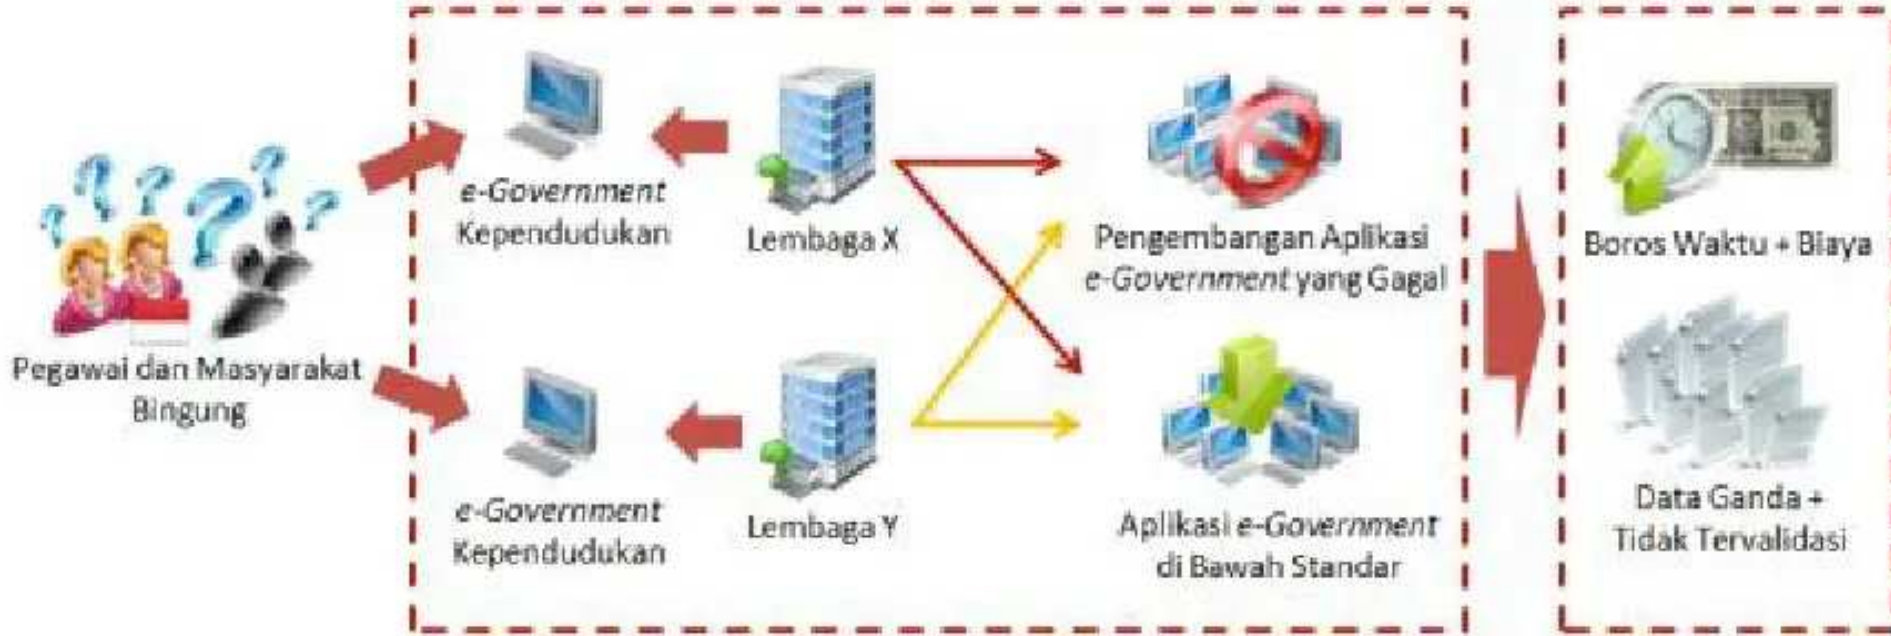 Pegawai dan Masyarakat
Bingung
e-Government
Kependudukan
Lembaga X
Pengembangan Aplikasi
e-Government yang Gagal
e-Government
Kependudukan
Lembaga Y
Aplikasi e-Government
di Bawah Standar
Boros Waktu + Biaya
Data Ganda +
Tidak Tervalidasi